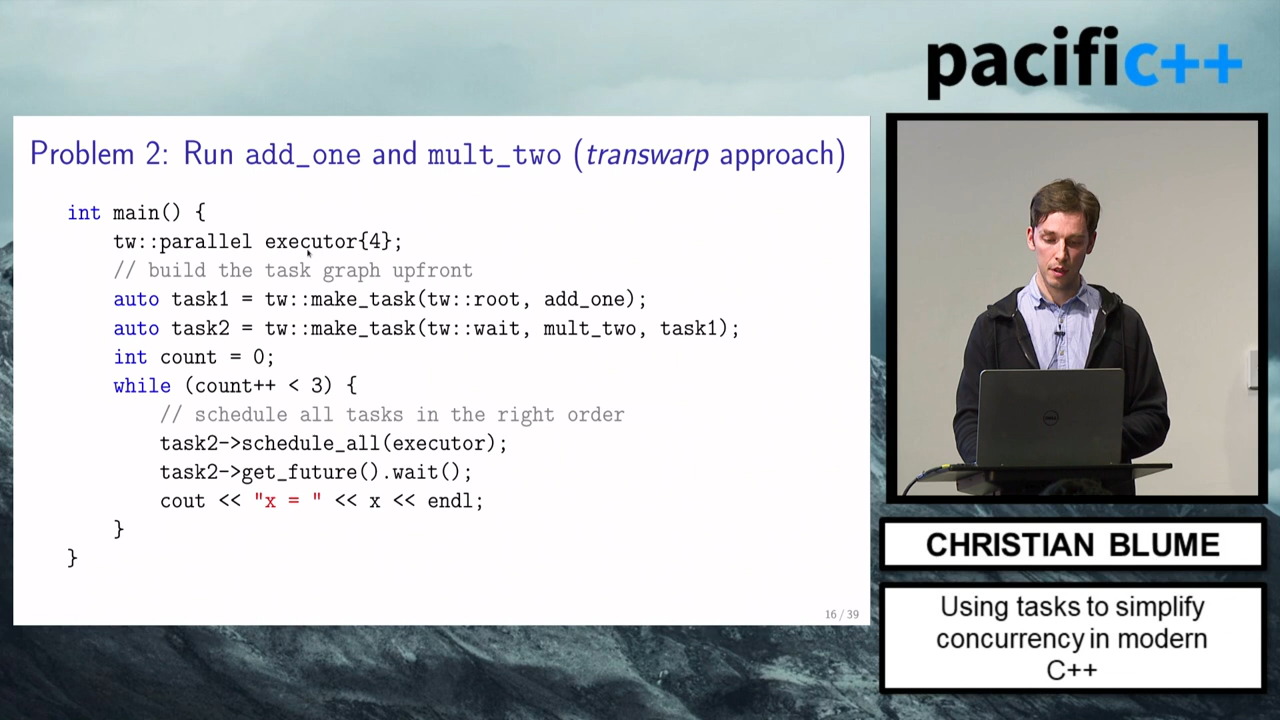 pacific++
Problem 2: Run add_one and mult_two (transwarp approach)
int main() {
tw::parallel executor{4};
// build the task graph upfront
auto task1 = tw::make_task(tw::root, add_one);
auto task2 = tw::make_task(tw::wait, mult_two, task1);
int count = 0;
while (count++ < 3) {
// schedule all tasks in the right order
task2->schedule_all(executor);
task2->get_future().wait();
cout << "x = " << x << endl;
}
}
16 / 39
DELL
CHRISTIAN BLUME
Using tasks to simplify
concurrency in modern
C++